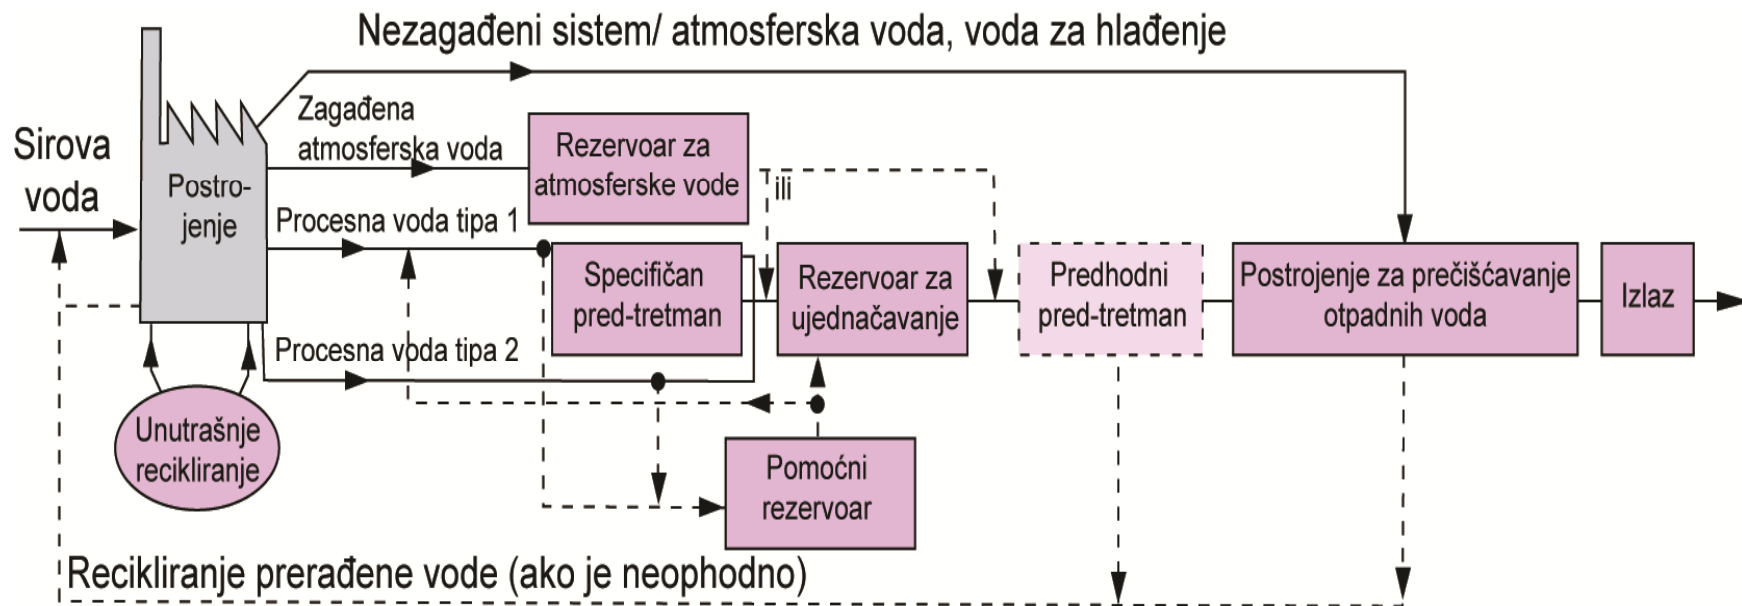 Nezagađeni sistem/ atmosferska voda, voda za hlađenje
Sirova
voda
Postro-
jenje
Zagađena
atmosferska voda
Rezervoar za
atmosferske vode
ili
Procesna voda tipa 1
Specifičan
pred-tretman
Rezervoar za
ujednačavanje
Predhodni
pred-tretman
Postrojenje za prečišćavanje
otpadnih voda
Izlaz
Procesna voda tipa 2
Unutrašnje
recikliranje
Pomoćni
rezervoar
Recikliranje prerađene vode (ako je neophodno)